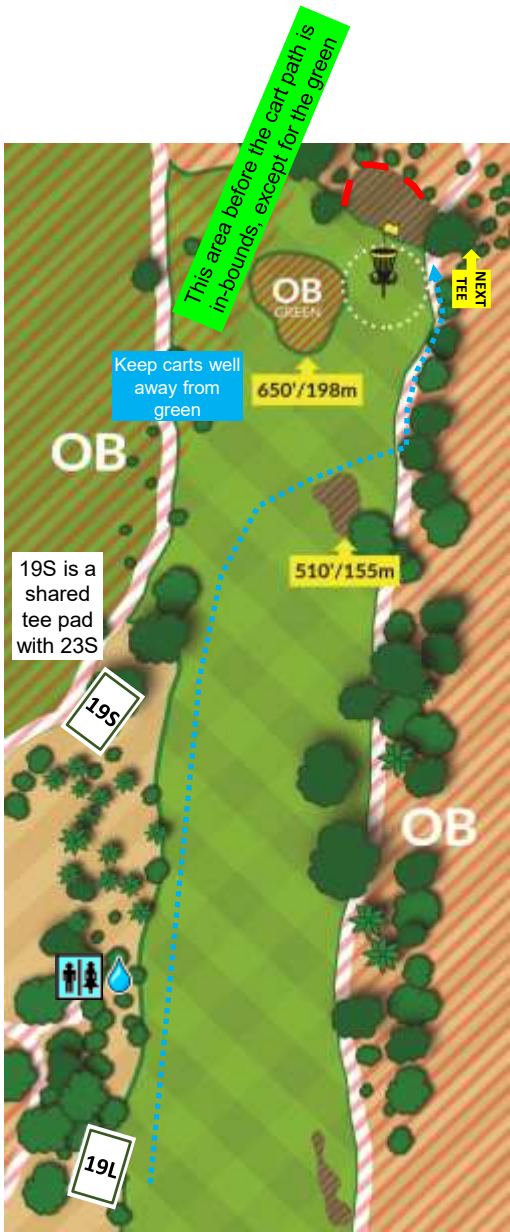 This area before the cart path is
in-bounds, except for the green
OB
GREEN
NEXT
TEE
Keep carts well
away from
green
650'/198m
OB
510'/155m
19S is a
shared
tee pad
with 23S
19S
OB
19L